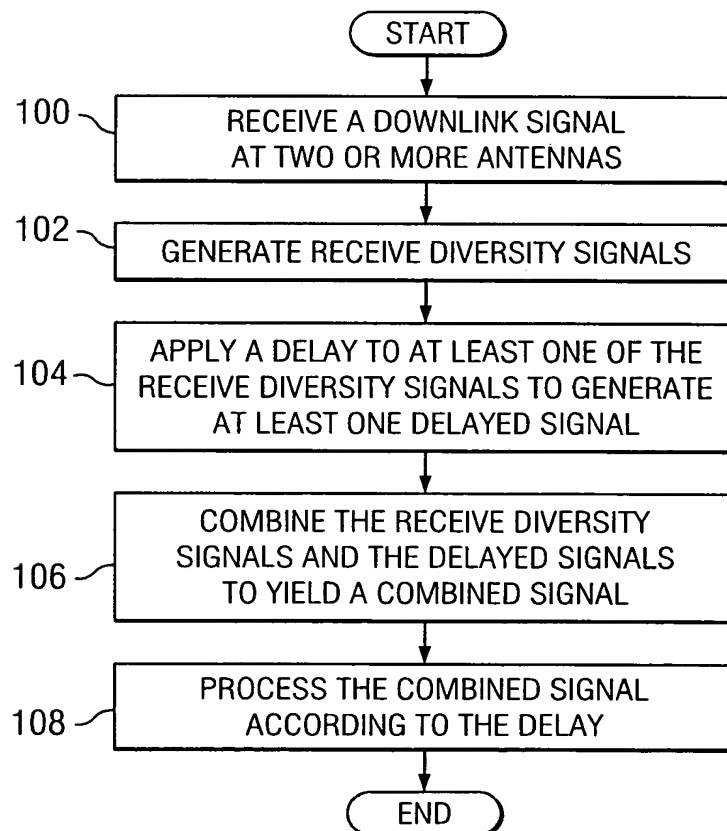 START
100
RECEIVE A DOWNLINK SIGNAL
AT TWO OR MORE ANTENNAS
102
GENERATE RECEIVE DIVERSITY SIGNALS
104
APPLY A DELAY TO AT LEAST ONE OF THE
RECEIVE DIVERSITY SIGNALS TO GENERATE
AT LEAST ONE DELAYED SIGNAL
106
COMBINE THE RECEIVE DIVERSITY
SIGNALS AND THE DELAYED SIGNALS
TO YIELD A COMBINED SIGNAL
108
PROCESS THE COMBINED SIGNAL
ACCORDING TO THE DELAY
END